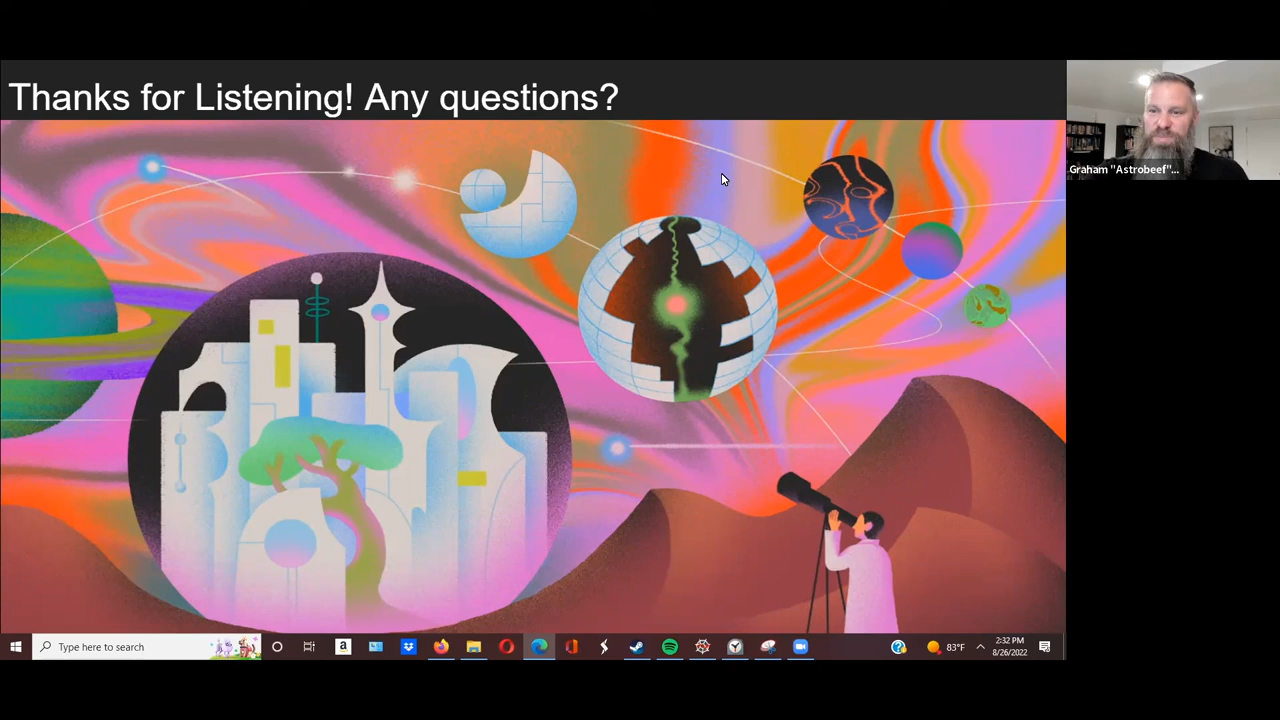 Thanks for Listening! Any questions?
Graham "Astrobeef"...
a
Type here to search
83°F
2:32 PM
8/26/2022